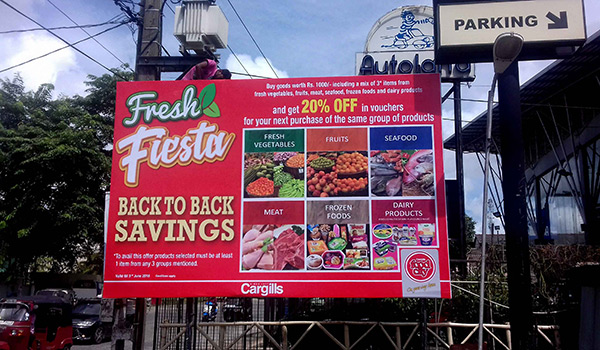 PARKING
Autoland
Buy goods worth Rs. 1000/- including a mix of 3* items from
fresh vegetables, fruits, meat, seafood, frozen foods and dairy products
and get 20% OFF in vouchers
for your next purchase of the same group of products
Fresh
Fiesta
BACK TO BACK
SAVINGS
FRESH VEGETABLES
FRUITS
SEAFOOD
MEAT
FROZEN FOODS
DAIRY PRODUCTS
*To avail this offer products selected must be at least
1 item from any 3 groups mentioned.
Cargills